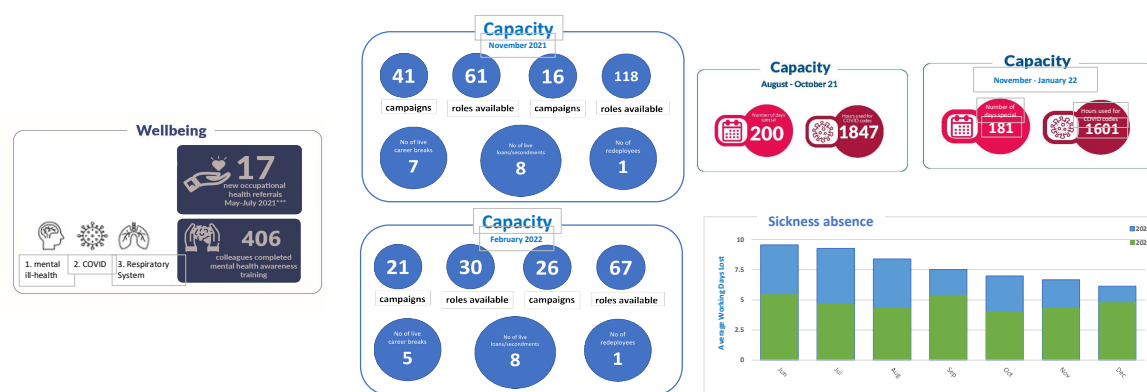 Wellbeing
17
new occupational
health referrals
May-July 2021***
406
colleagues completed
mental health awareness
training
1. mental
ill-health
2. COVID
3. Respiratory
System
Capacity
November 2021
41
61
16
118
campaigns
roles available
campaigns
roles available
No of live
career breaks
7
No of live
loans/secondments
8
No of
redeployees
1
Capacity
February 2022
21
30
26
67
campaigns
roles available
campaigns
roles available
No of live
career breaks
5
No of live
loans/secondments
8
No of
redeployees
1
Capacity
August - October 21
Number of days
special
200
Hours used for
COVID codes
1847
Capacity
November - January 22
Number of
days special
181
Hours used for
COVID codes
1601
Sickness absence
Average Working Days Lost
10
7.5
5
2.5
0
Jun
Jul
Aug
Sep
Oct
Nov
Dec